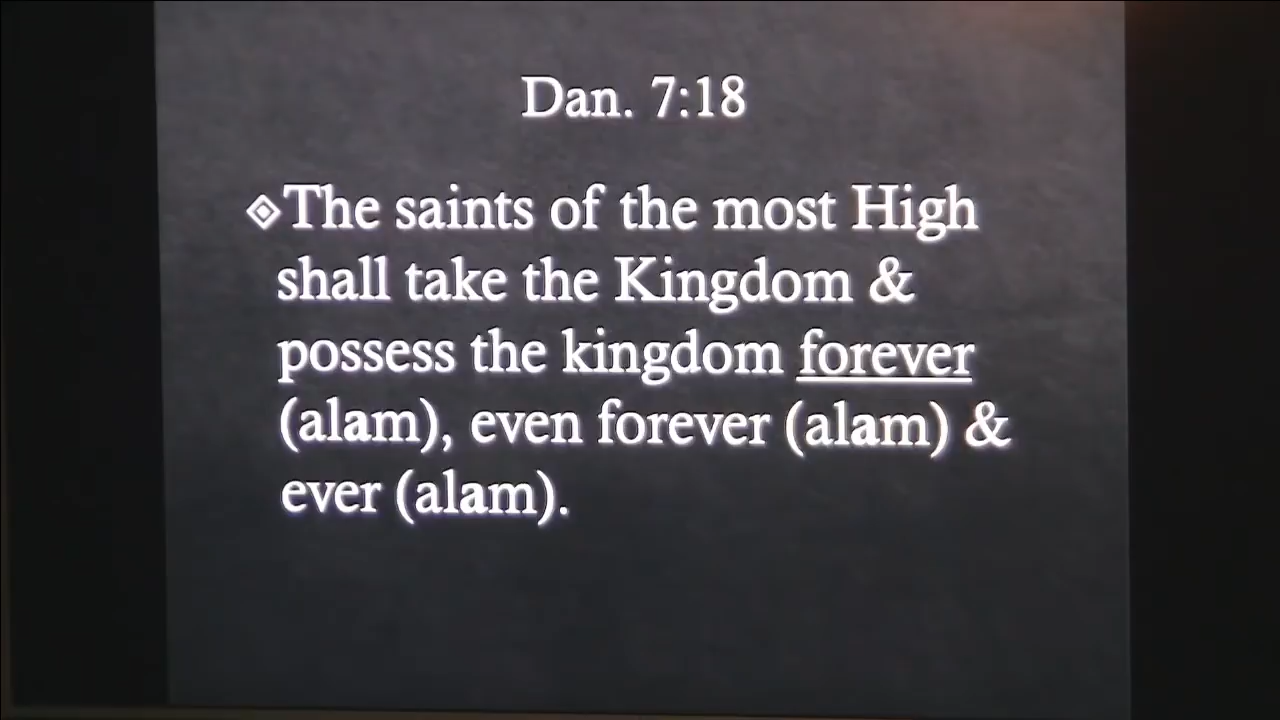 Dan. 7:18
The saints of the most High
shall take the Kingdom &
possess the kingdom forever
(alam), even forever (alam) &
ever (alam).